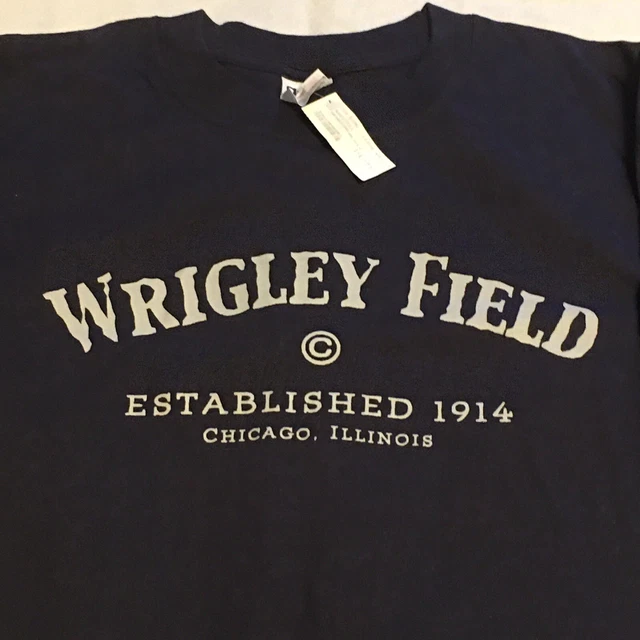 WRIGLEY FIELD
©
ESTABLISHED 1914
CHICAGO, ILLINOIS